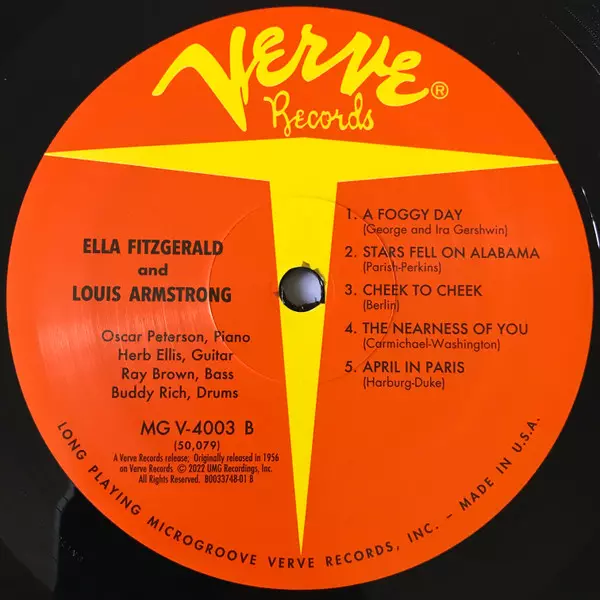 Verve®
Records
ELLA FITZGERALD
and
LOUIS ARMSTRONG
Oscar Peterson, Piano
Herb Ellis, Guitar
Ray Brown, Bass
Buddy Rich, Drums
MG V-4003 B
(50,079)
A Verve Records release; Originally released in 1956
on Verve Records. © 2022 UMG Recordings, Inc.
All Rights Reserved. B0033748-01 B
1. A FOGGY DAY
(George and Ira Gershwin)
2. STARS FELL ON ALABAMA
(Parish-Perkins)
3. CHEEK TO CHEEK
(Berlin)
4. THE NEARNESS OF YOU
(Carmichael-Washington)
5. APRIL IN PARIS
(Harburg-Duke)
LONG PLAYING MICROGROOVE VERVE RECORDS, INC. – MADE IN U.S.A.